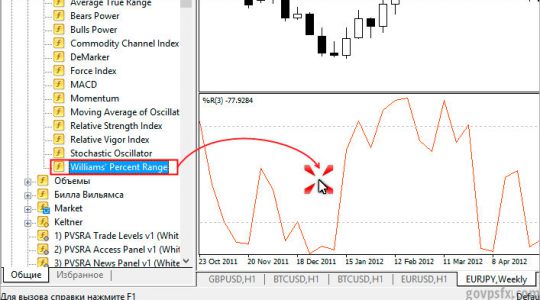 Average True Range
Bears Power
Bulls Power
Commodity Channel Index
DeMarker
Force Index
MACD
Momentum
Moving Average of Oscillat
Relative Strength Index
Relative Vigor Index
Stochastic Oscillator
Williams' Percent Range
Объемы
Билла Вильямса
Market
Keltner
1) PVSRA Trade Levels v1 (White
2) PVSRA Access Panel v1 (White
3) PVSRA News Panel v1 (White
Общие
Избранное
Для вызова справки нажмите F1
%R(3) -77.9284
23 Oct 2011
20 Nov 2011
18 Dec 2011
15 Jan 2012
12 Feb 2012
11 Mar 2012
8 Apr 2012
GBPUSD,H1
BTCUSD,H1
BTCUSD,H1
EURUSD,H1
EURJPY,Weekly
Defau
govpsfx.com